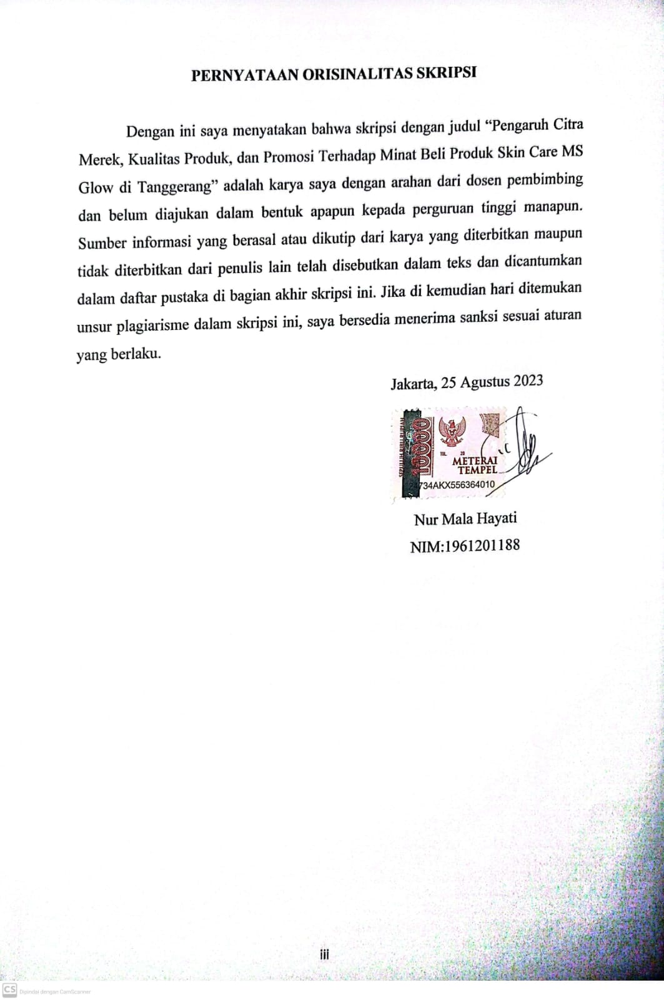 PERNYATAAN ORISINALITAS SKRIPSI
Dengan ini saya menyatakan bahwa skripsi dengan judul “Pengaruh Citra
Merek, Kualitas Produk, dan Promosi Terhadap Minat Beli Produk Skin Care MS
Glow di Tanggerang” adalah karya saya dengan arahan dari dosen pembimbing
dan belum diajukan dalam bentuk apapun kepada perguruan tinggi manapun.
Sumber informasi yang berasal atau dikutip dari karya yang diterbitkan maupun
tidak diterbitkan dari penulis lain telah disebutkan dalam teks dan dicantumkan
dalam daftar pustaka di bagian akhir skripsi ini. Jika di kemudian hari ditemukan
unsur plagiarisme dalam skripsi ini, saya bersedia menerima sanksi sesuai aturan
yang berlaku.
Jakarta, 25 Agustus 2023
SEPULUH RIBU RUPIAH
10000
TGL. 20
METERAI
TEMPEL
24734AKX556364010
Nur Mala Hayati
NIM:1961201188
iii
CS Dipindai dengan CamScanner